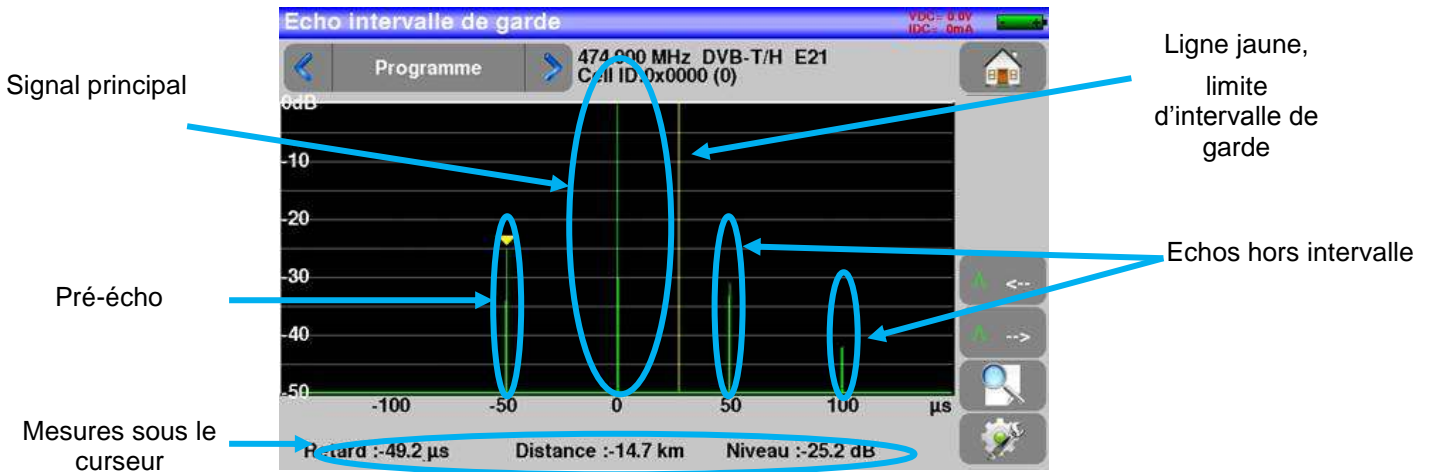 Echo intervalle de garde
VDC= 0.0V
IDC= 0mA
Programme
474.000 MHz DVB-T/H E21
Cell ID:0x0000 (0)
Signal principal
Ligne jaune,
limite
d'intervalle de
garde
0dB
-10
-20
-30
-40
-50
Echos hors intervalle
Pré-écho
<--
-->
-100
-50
0
50
100
µs
Mesures sous le
curseur
Retard :-49.2 µs
Distance :-14.7 km
Niveau :-25.2 dB